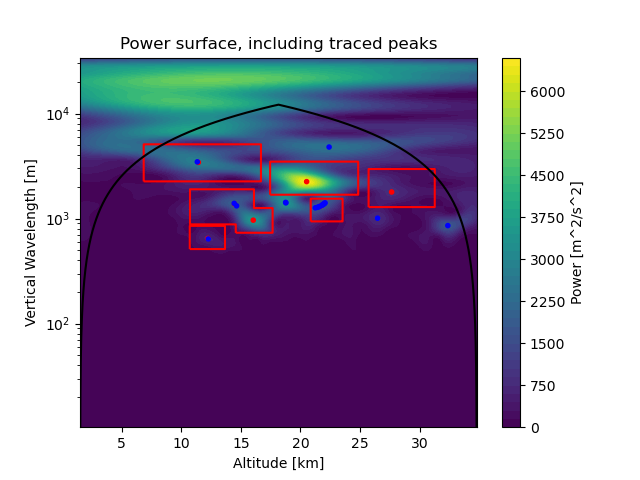 Power surface, including traced peaks
Vertical Wavelength [m]
10^4
10^3
10^2
5 10 15 20 25 30
Altitude [km]
6000
5250
4500
3750
3000
2250
1500
750
0
Power [m^2/s^2]